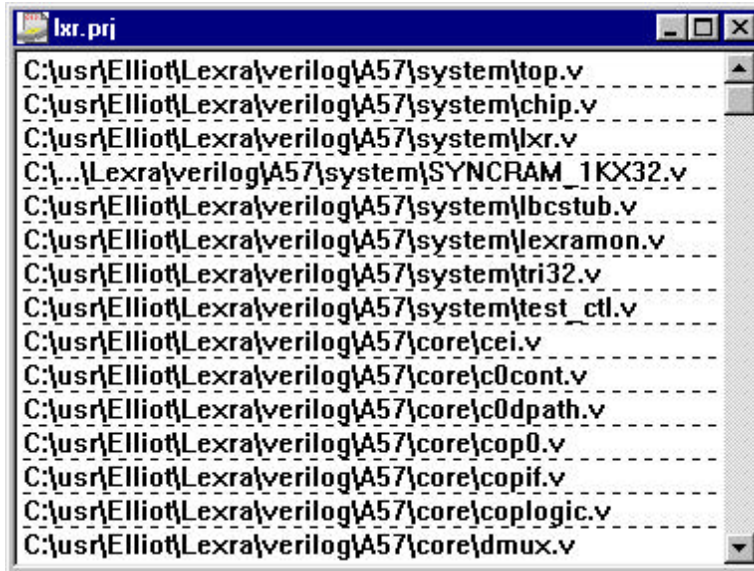 lxr.prj
C:\usr\Elliot\Lexra\verilog\A57\system\top.v
C:\usr\Elliot\Lexra\verilog\A57\system\chip.v
C:\usr\Elliot\Lexra\verilog\A57\system\lxr.v
C:\...\Lexra\verilog\A57\system\SYNCRAM_1KX32.v
C:\usr\Elliot\Lexra\verilog\A57\system\lbcstub.v
C:\usr\Elliot\Lexra\verilog\A57\system\lexramon.v
C:\usr\Elliot\Lexra\verilog\A57\system\tri32.v
C:\usr\Elliot\Lexra\verilog\A57\system\test_ctl.v
C:\usr\Elliot\Lexra\verilog\A57\core\cei.v
C:\usr\Elliot\Lexra\verilog\A57\core\c0cont.v
C:\usr\Elliot\Lexra\verilog\A57\core\c0dpath.v
C:\usr\Elliot\Lexra\verilog\A57\core\cop0.v
C:\usr\Elliot\Lexra\verilog\A57\core\copif.v
C:\usr\Elliot\Lexra\verilog\A57\core\coplogic.v
C:\usr\Elliot\Lexra\verilog\A57\core\dmux.v